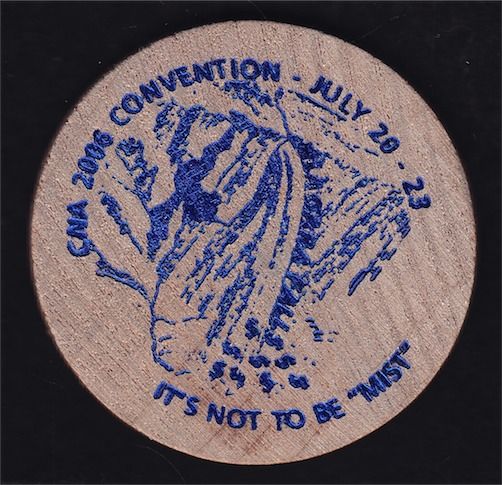 CNA 2006 CONVENTION - JULY 20 - 23
IT'S NOT TO BE "MIST"